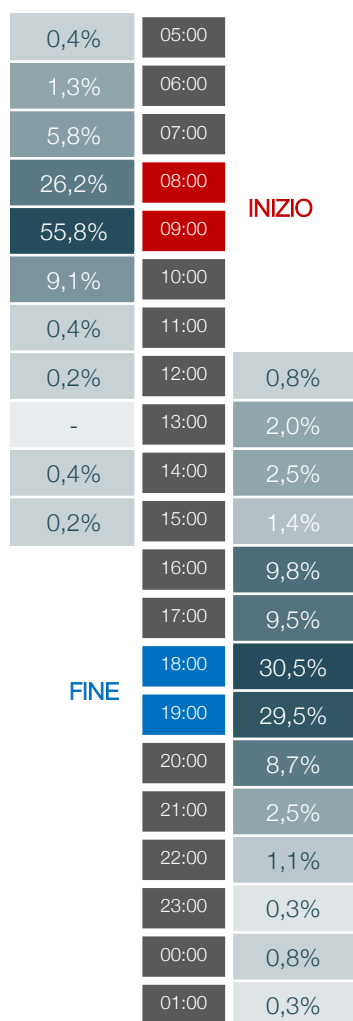 0,4% 05:00
1,3% 06:00
5,8% 07:00
26,2% 08:00
INIZIO
55,8% 09:00
9,1% 10:00
0,4% 11:00
0,2% 12:00 0,8%
- 13:00 2,0%
0,4% 14:00 2,5%
0,2% 15:00 1,4%
16:00 9,8%
17:00 9,5%
18:00 30,5%
FINE
19:00 29,5%
20:00 8,7%
21:00 2,5%
22:00 1,1%
23:00 0,3%
00:00 0,8%
01:00 0,3%